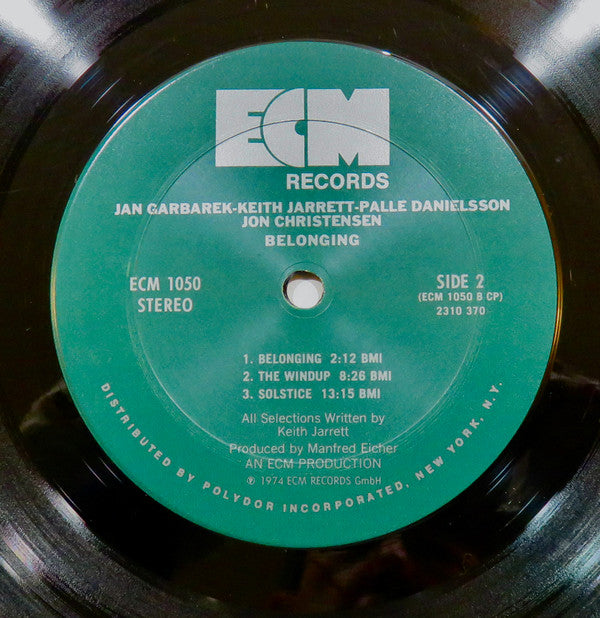 ECM
RECORDS
JAN GARBAREK-KEITH JARRETT-PALLE DANIELSSON
JON CHRISTENSEN
BELONGING
ECM 1050
STEREO
SIDE 2
(ECM 1050 B CP)
2310 370
1. BELONGING 2:12 BMI
2. THE WINDUP 8:26 BMI
3. SOLSTICE 13:15 BMI
All Selections Written by
Keith Jarrett
Produced by Manfred Eicher
AN ECM PRODUCTION
℗ 1974 ECM RECORDS GmbH
DISTRIBUTED BY POLYDOR INCORPORATED, NEW YORK, N.Y.